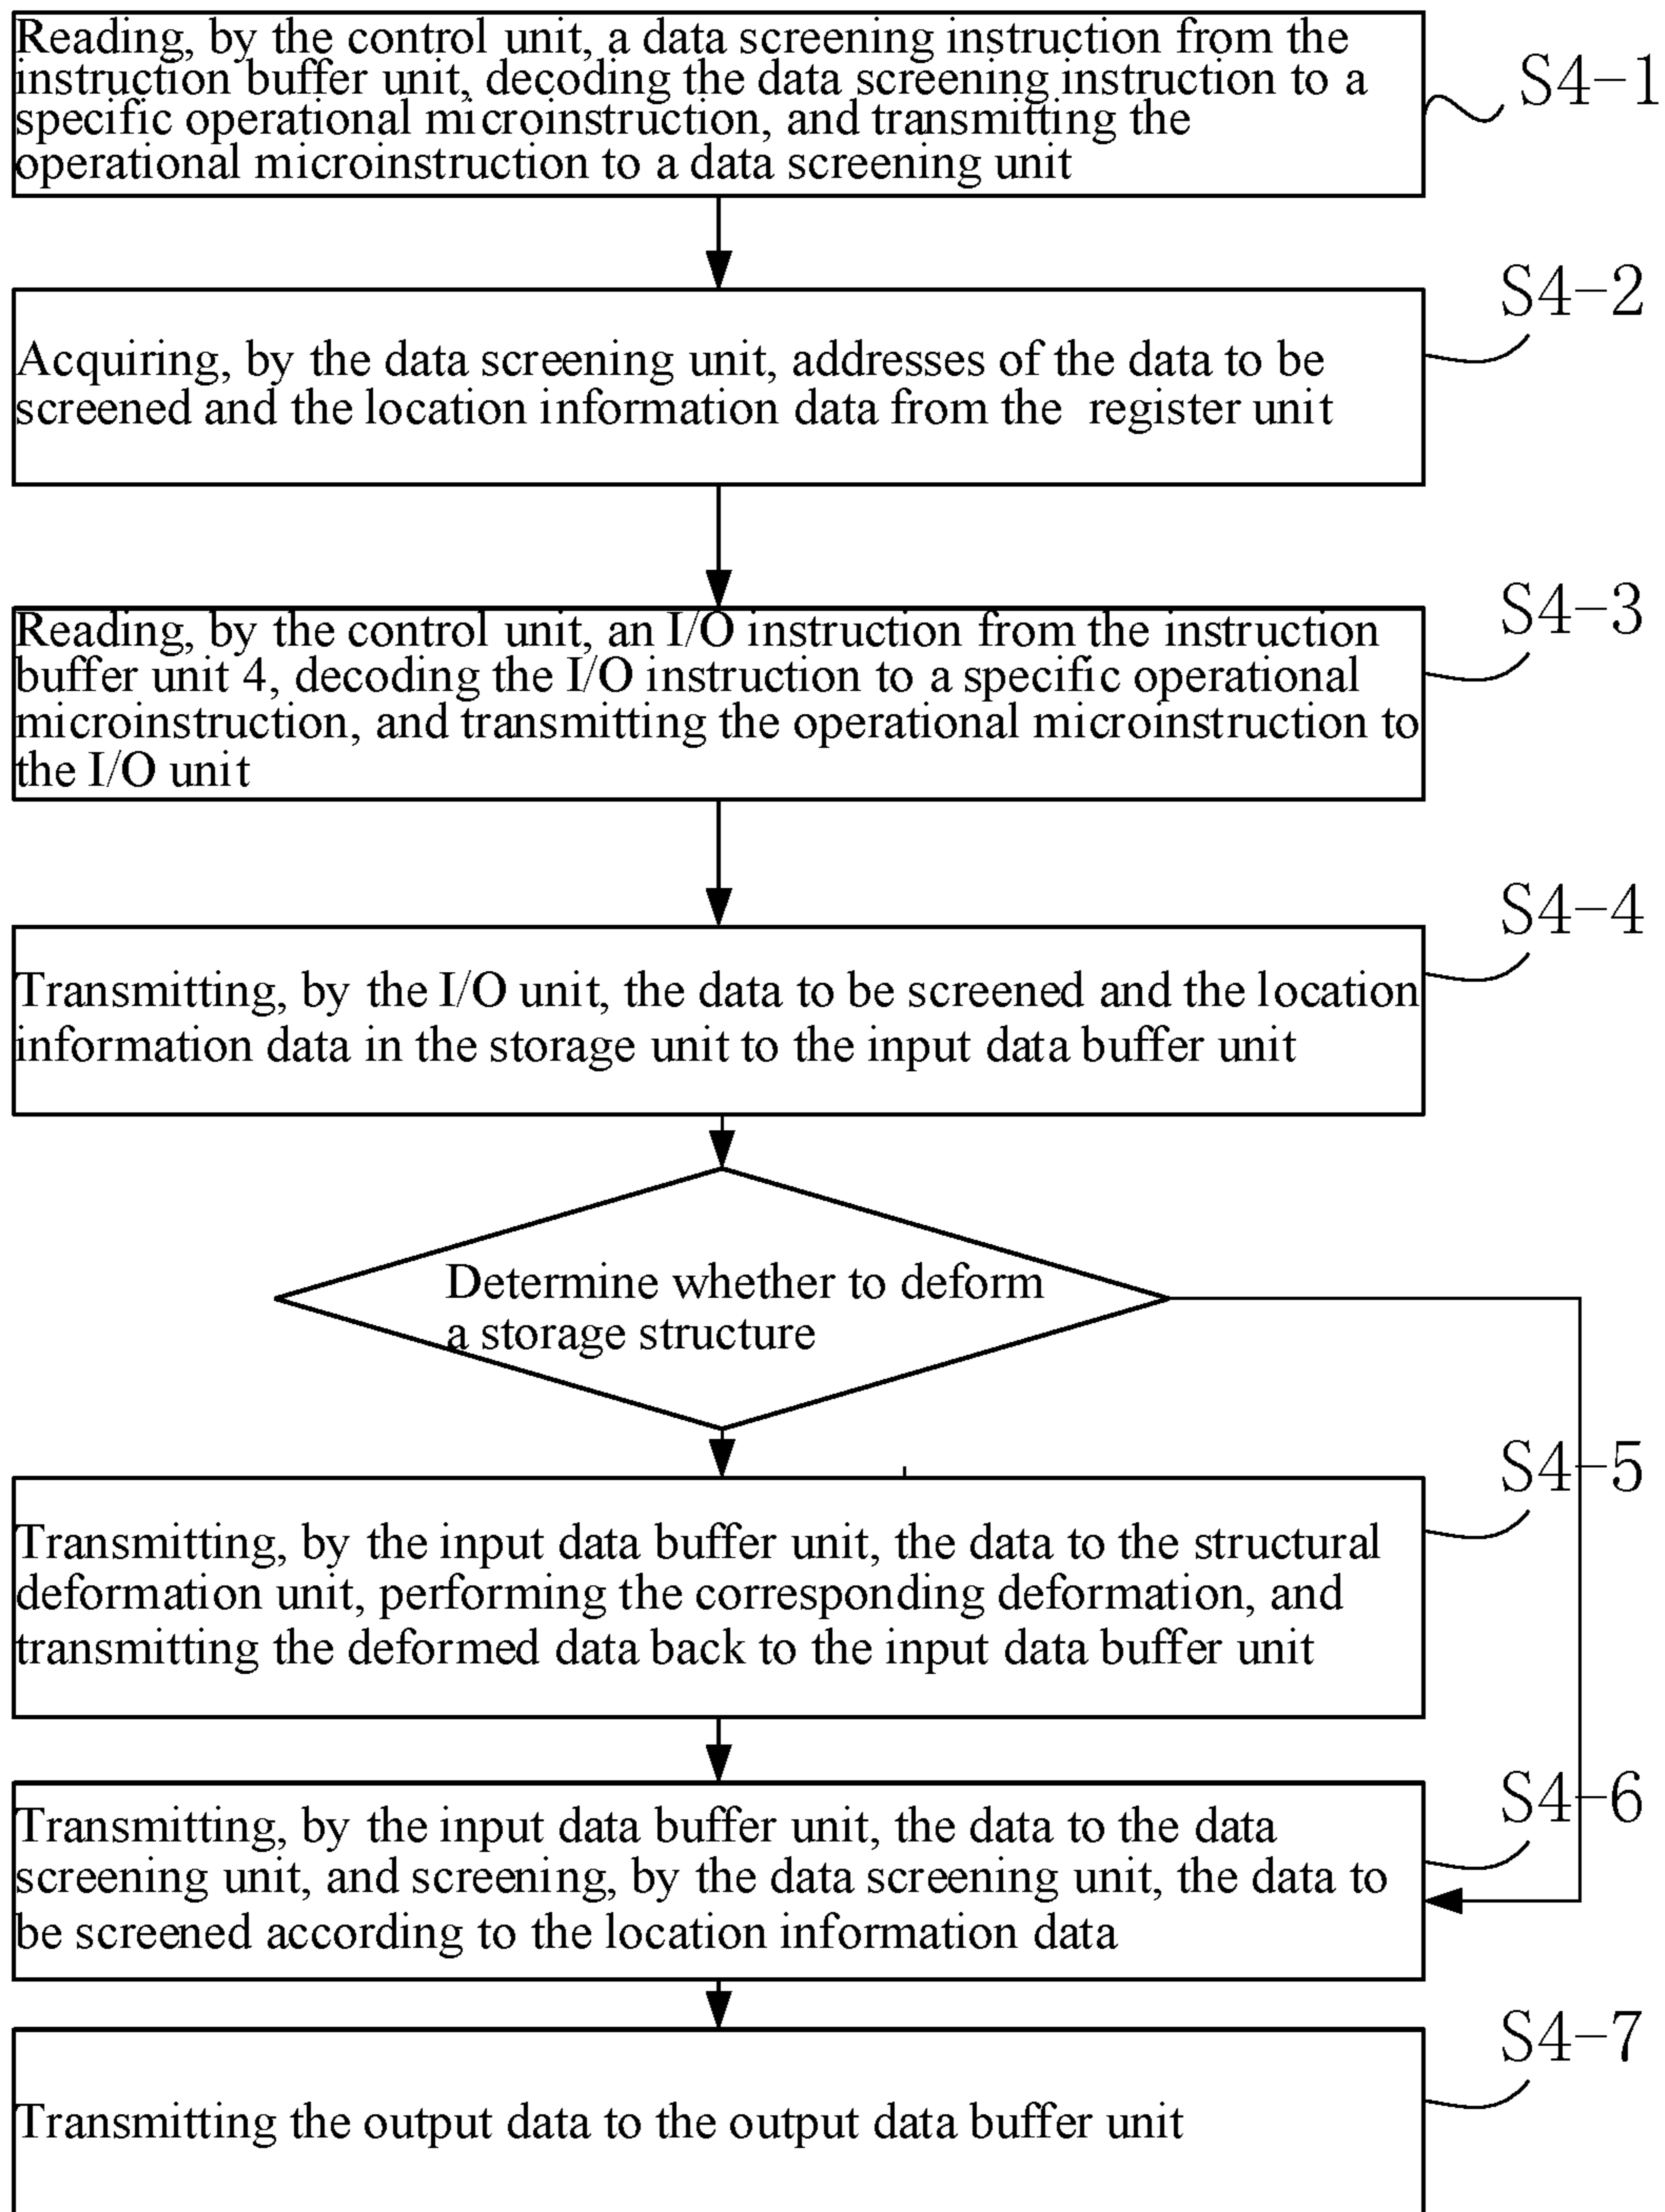 Reading, by the control unit, a data screening instruction from the
instruction buffer unit, decoding the data screening instruction to a
specific operational microinstruction, and transmitting the
operational microinstruction to a data screening unit
S4-1
Acquiring, by the data screening unit, addresses of the data to be
screened and the location information data from the register unit
S4-2
Reading, by the control unit, an I/O instruction from the instruction
buffer unit 4, decoding the I/O instruction to a specific operational
microinstruction, and transmitting the operational microinstruction to
the I/O unit
S4-3
Transmitting, by the I/O unit, the data to be screened and the location
information data in the storage unit to the input data buffer unit
S4-4
Determine whether to deform
a storage structure
Transmitting, by the input data buffer unit, the data to the structural
deformation unit, performing the corresponding deformation, and
transmitting the deformed data back to the input data buffer unit
S4-5
Transmitting, by the input data buffer unit, the data to the data
screening unit, and screening, by the data screening unit, the data to
be screened according to the location information data
S4-6
Transmitting the output data to the output data buffer unit
S4-7